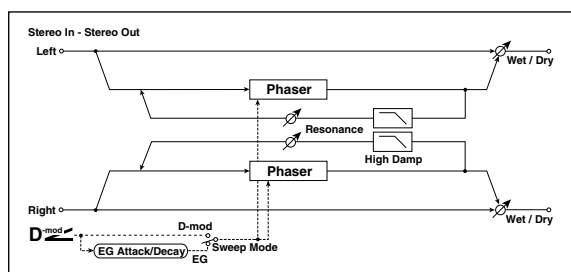 Stereo In - Stereo Out
Left
Wet / Dry
Phaser
Resonance
High Damp
Phaser
Right
Wet / Dry
D-mod
D-mod
EG Attack/Decay
EG
Sweep Mode